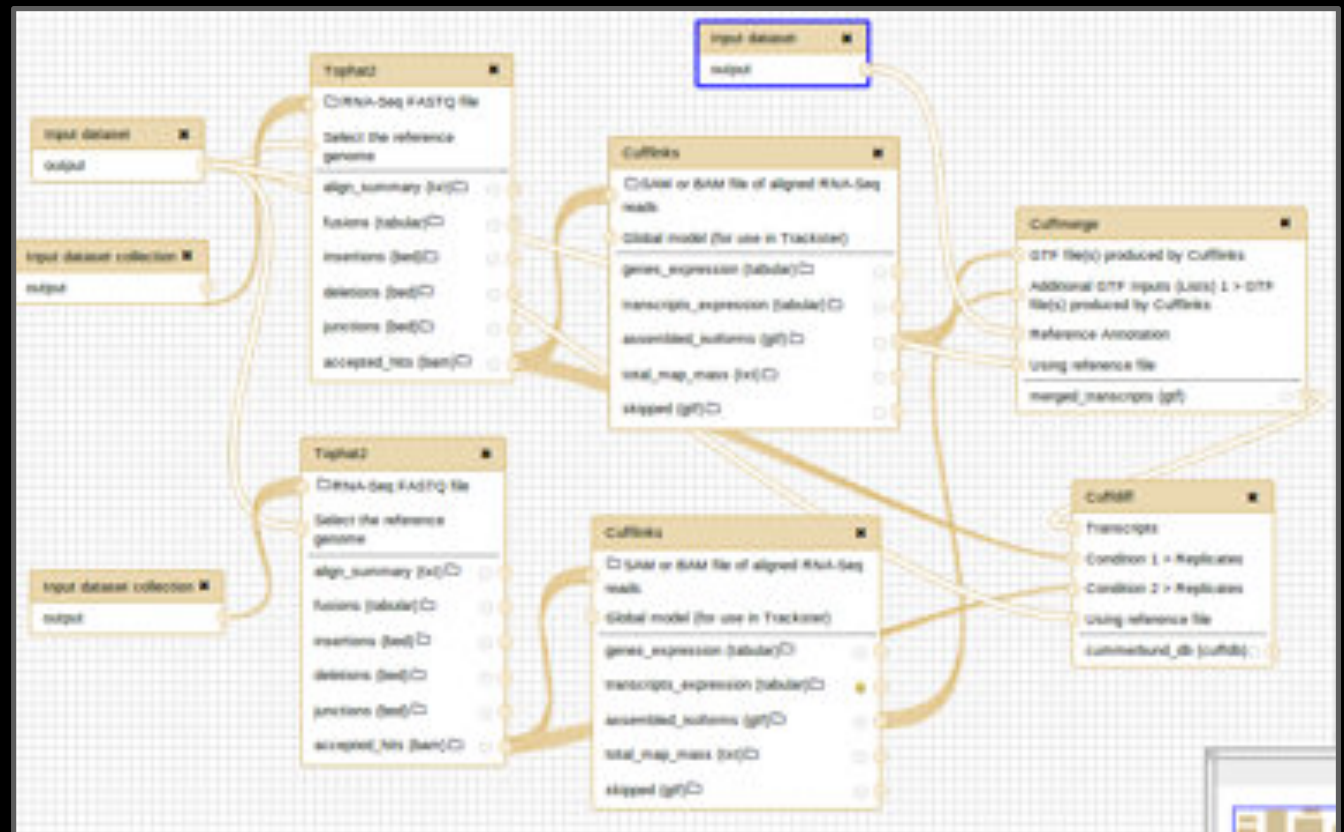 Input dataset
output
Tophat2
RNA-Seq FASTQ file
Select the reference
genome
align_summary (txt)
fusions (tabular)
insertions (bed)
deletions (bed)
junctions (bed)
accepted_hits (bam)
Input dataset
output
Input dataset collection
output
Cufflinks
SAM or BAM file of aligned RNA-Seq
reads
Global model (for use in Trackster)
genes_expression (tabular)
transcripts_expression (tabular)
assembled_isoforms (gtf)
total_map_mass (txt)
skipped (gtf)
Cuffmerge
GTF file(s) produced by Cufflinks
Additional GTF Inputs (Lists) 1 > GTF
file(s) produced by Cufflinks
Reference Annotation
Using reference file
merged_transcripts (gtf)
Tophat2
RNA-Seq FASTQ file
Select the reference
genome
align_summary (txt)
fusions (tabular)
insertions (bed)
deletions (bed)
junctions (bed)
accepted_hits (bam)
Input dataset collection
output
Cufflinks
SAM or BAM file of aligned RNA-Seq
reads
Global model (for use in Trackster)
genes_expression (tabular)
transcripts_expression (tabular)
assembled_isoforms (gtf)
total_map_mass (txt)
skipped (gtf)
Cuffdiff
Transcripts
Condition 1 > Replicates
Condition 2 > Replicates
Using reference file
cummerbund_db (cuffdb)